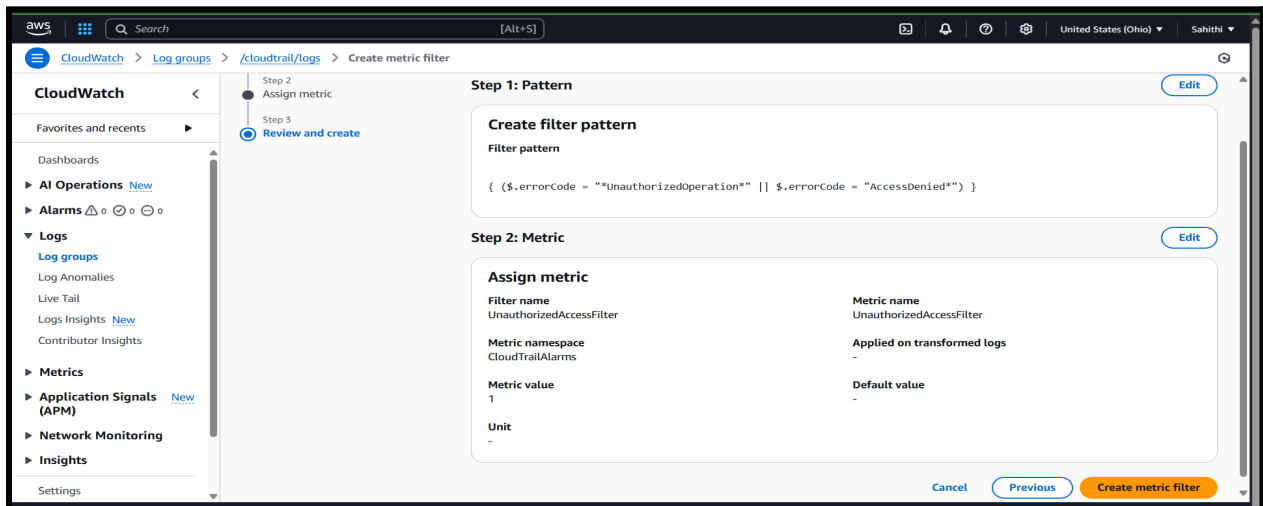 aws
Search
[Alt+S]
United States (Ohio) ▼
Sahithi ▼
CloudWatch > Log groups > /cloudtrail/logs > Create metric filter
CloudWatch
Favorites and recents
Dashboards
AI Operations New
Alarms 0 0 0
Logs
Log groups
Log Anomalies
Live Tail
Logs Insights New
Contributor Insights
Metrics
Application Signals New
(APM)
Network Monitoring
Insights
Settings
Step 2
Assign metric
Step 3
Review and create
Step 1: Pattern
Edit
Create filter pattern
Filter pattern
{ ($.errorCode = "*UnauthorizedOperation*" || $.errorCode = "AccessDenied*") }
Step 2: Metric
Edit
Assign metric
Filter name
UnauthorizedAccessFilter
Metric name
UnauthorizedAccessFilter
Metric namespace
CloudTrailAlarms
Applied on transformed logs
-
Metric value
1
Default value
-
Unit
-
Cancel
Previous
Create metric filter